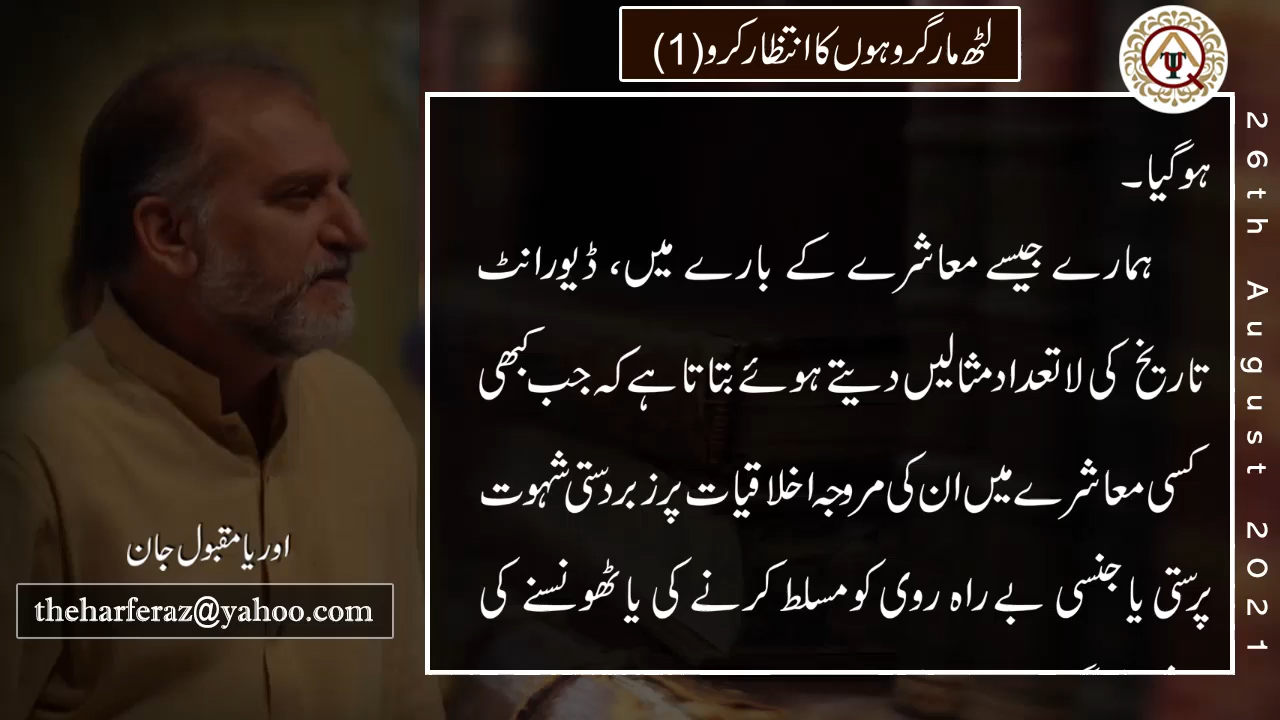 لٹھ مار گروہوں کا انتظار کرو (1)
ہوگیا۔
ہمارے جیسے معاشرے کے بارے میں، ڈیورانٹ
تاریخ کی لاتعداد مثالیں دیتے ہوئے بتاتا ہے کہ جب کبھی
کسی معاشرے میں ان کی مروجہ اخلاقیات پر زبردستی شہوت
پرستی یا جنسی بے راہ روی کو مسلط کرنے کی یا ٹھونسنے کی
اوریا مقبول جان
theharferaz@yahoo.com
26th August 2021